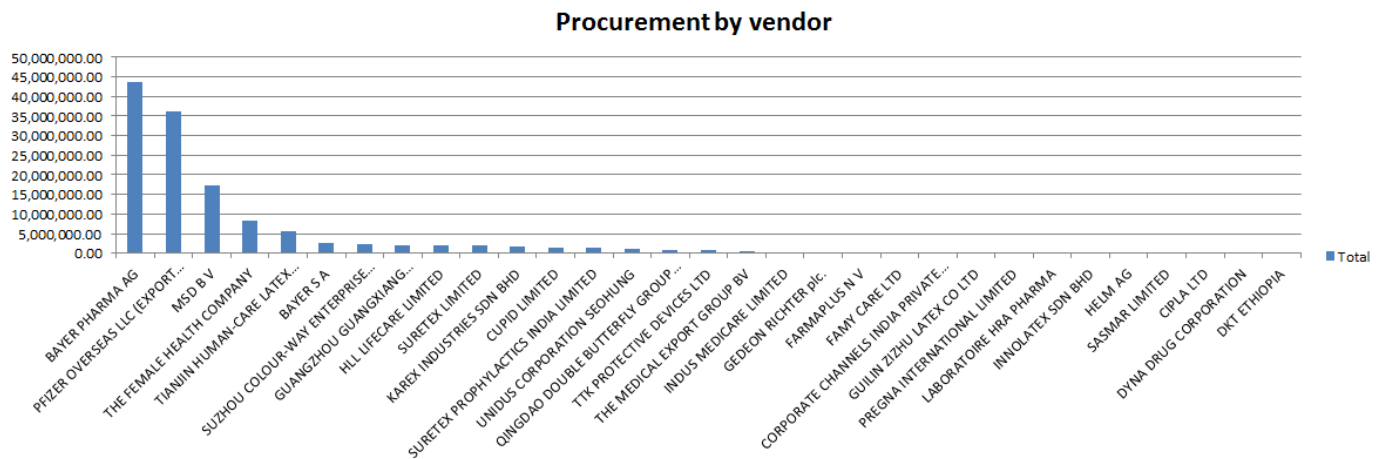 Procurement by vendor
50,000,000.00
45,000,000.00
40,000,000.00
35,000,000.00
30,000,000.00
25,000,000.00
20,000,000.00
15,000,000.00
10,000,000.00
5,000,000.00
0.00
BAYER PHARMA AG
PFIZER OVERSEAS LLC (EXPORT...
MSD B V
THE FEMALE HEALTH COMPANY
TIANJIN HUMAN-CARE LATEX...
BAYER S A
SUZHOU COLOUR-WAY ENTERPRISE...
GUANGZHOU GUANGXIANG...
HLL LIFECARE LIMITED
SURETEX LIMITED
KAREX INDUSTRIES SDN BHD
CUPID LIMITED
SURETEX PROPHYLACTICS INDIA LIMITED
UNIDUS CORPORATION SEOHUNG
QINGDAO DOUBLE BUTTERFLY GROUP...
TTK PROTECTIVE DEVICES LTD
THE MEDICAL EXPORT GROUP BV
INDUS MEDICARE LIMITED
GEDEON RICHTER plc.
FARMAPLUS N V
FAMY CARE LTD
CORPORATE CHANNELS INDIA PRIVATE...
GUILIN ZIZHU LATEX CO LTD
PREGNA INTERNATIONAL LIMITED
LABORATOIRE HRA PHARMA
INNOLATEX SDN BHD
HELM AG
SASMAR LIMITED
CIPLA LTD
DYNA DRUG CORPORATION
DKT ETHIOPIA
Total